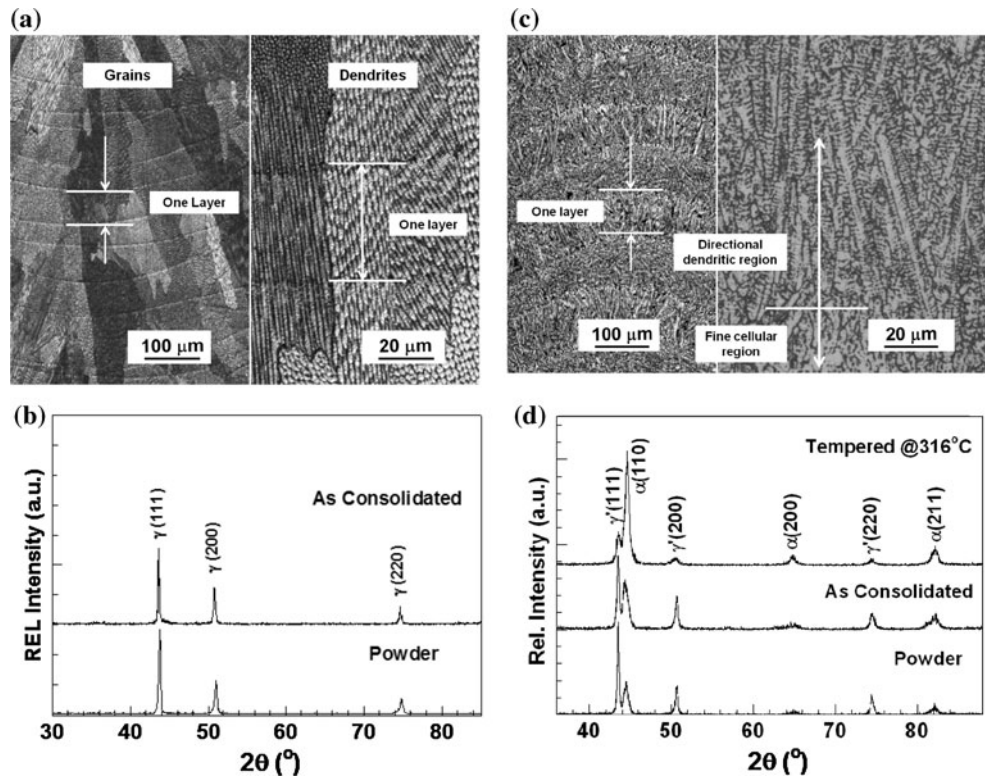 (a)
Grains
One Layer
100 μm
Dendrites
One layer
20 μm
(c)
One layer
Directional
dendritic region
100 μm
Fine cellular
region
20 μm
(b)
REL Intensity (a.u.)
γ (111)
γ (200)
γ (220)
As Consolidated
Powder
30 40 50 60 70 80
2θ (°)
(d)
Rel. Intensity (a.u.)
Tempered @316°C
γ'(111)
α(110)
γ'(200)
α(200)
γ'(220)
α(211)
As Consolidated
Powder
40 50 60 70 80
2θ (°)